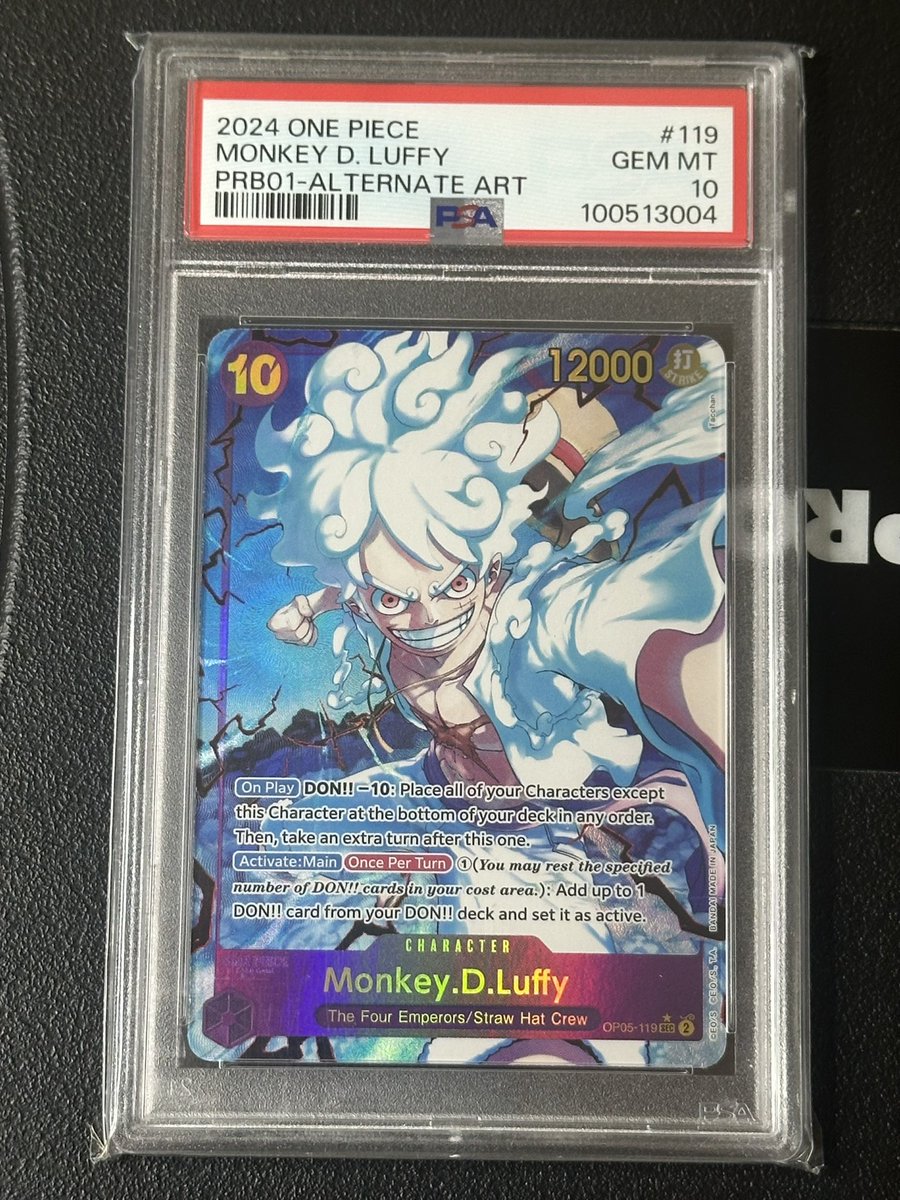 2024 ONE PIECE
#119
MONKEY D. LUFFY
GEM MT
PRB01-ALTERNATE ART
10
PSA
100513004
10
12000
打
STRIKE
Tacchan
On Play DON!! −10: Place all of your Characters except
this Character at the bottom of your deck in any order.
Then, take an extra turn after this one.
Activate:Main Once Per Turn ①(You may rest the specified
number of DON!! cards in your cost area.): Add up to 1
DON!! card from your DON!! deck and set it as active.
BANDAI MADE IN JAPAN
©EO/S. ©EO/S, T.A
CHARACTER
Monkey.D.Luffy
The Four Emperors/Straw Hat Crew
OP05-119 SEC 2
PSA
PR